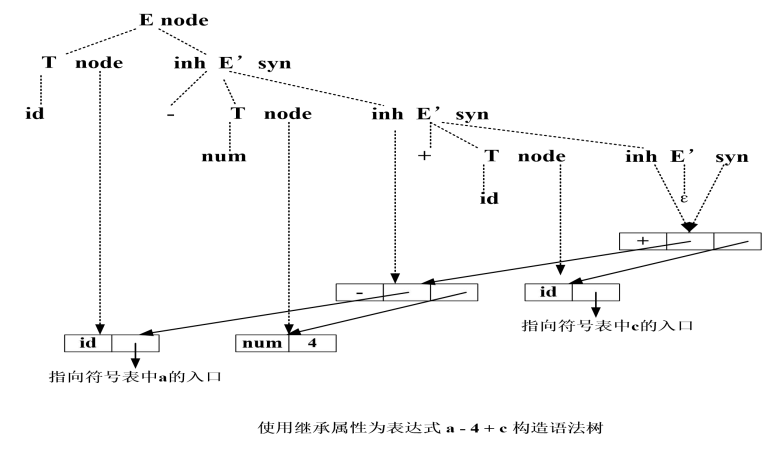 E node
T node inh E’ syn
id - T node inh E’ syn
num + T node inh E’ syn
id ε
+
- id
指向符号表中c的入口
id num 4
指向符号表中a的入口
使用继承属性为表达式 a - 4 + c 构造语法树